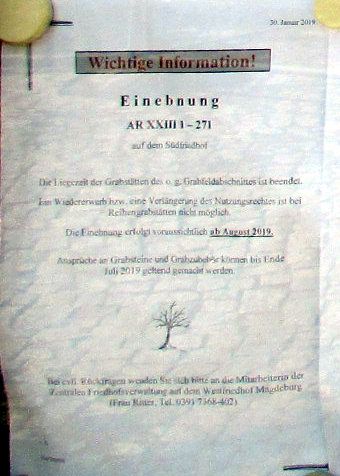 30. Januar 2019
Wichtige Information!
Einebnung
AR XXIII 1 – 271
auf dem Südfriedhof
Die Liegezeit der Grabstätten des o. g. Grabfeldabschnittes ist beendet.
Ein Wiedererwerb bzw. eine Verlängerung des Nutzungsrechtes ist bei
Reihengrabstätten nicht möglich.
Die Einebnung erfolgt voraussichtlich ab August 2019.
Ansprüche an Grabsteine und Grabzubehör können bis Ende
Juli 2019 geltend gemacht werden.
Bei evtl. Rückfragen wenden Sie sich bitte an die Mitarbeiterin der
Zentralen Friedhofsverwaltung auf dem Westfriedhof Magdeburg
(Frau Ritter, Tel. 0391 7368-402).